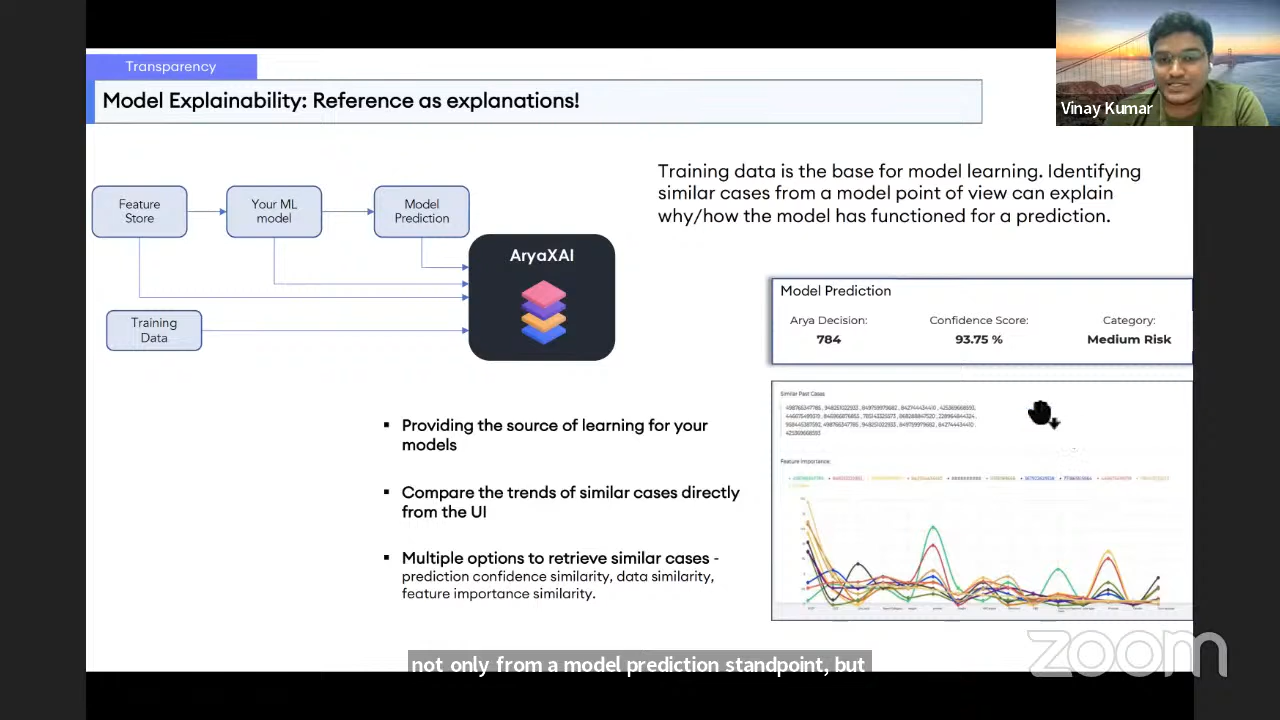 Transparency
Model Explainability: Reference as explanations!
Vinay Kumar
Feature
Store
Your ML
model
Model
Prediction
AryaXAI
Training
Data
Training data is the base for model learning. Identifying
similar cases from a model point of view can explain
why/how the model has functioned for a prediction.
Model Prediction
Arya Decision:
784
Confidence Score:
93.75 %
Category:
Medium Risk
Similar Past Cases
Feature Importance:
▪ Providing the source of learning for your
models
▪ Compare the trends of similar cases directly
from the UI
▪ Multiple options to retrieve similar cases -
prediction confidence similarity, data similarity,
feature importance similarity.
not only from a model prediction standpoint, but
zoom